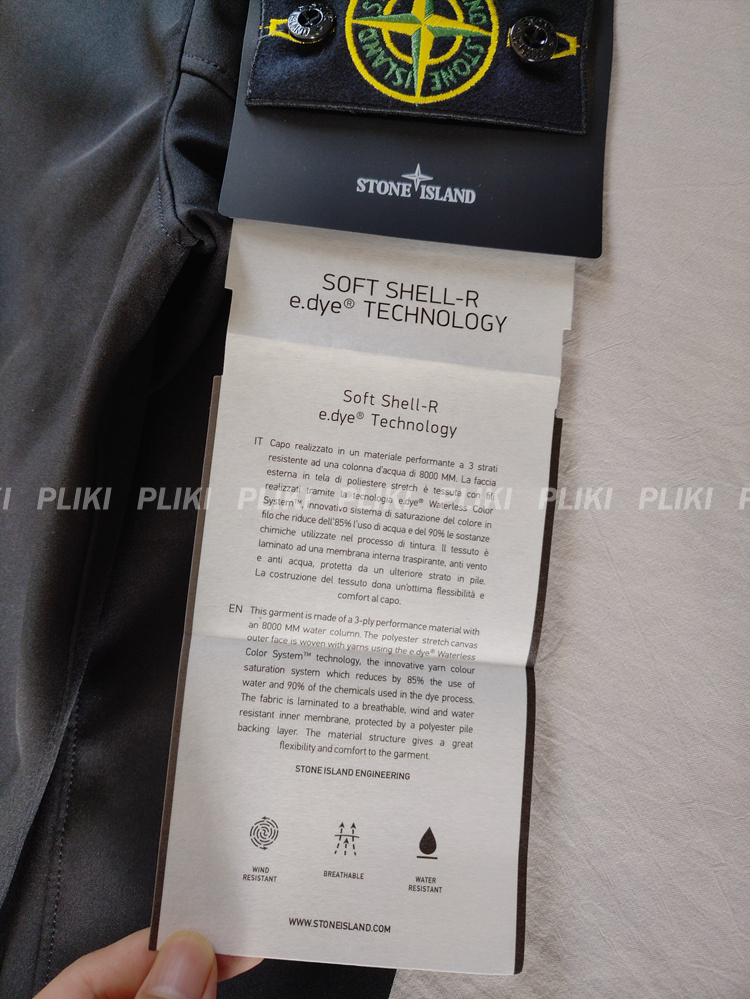 STONE ISLAND
STONE ISLAND
SOFT SHELL-R
e.dye® TECHNOLOGY
Soft Shell-R
e.dye® Technology
IT Capo realizzato in un materiale performante a 3 strati
resistente ad una colonna d'acqua di 8000 MM. La faccia
esterna in tela di poliestere stretch è tessuta con fili
realizzati tramite la tecnologia e.dye® Waterless Color
PLIKI PLIKI PLIKI PLIKI PLIKI PLIKI PLIKI
System™, innovativo sistema di saturazione del colore in
filo che riduce dell'85% l'uso di acqua e del 90% le sostanze
chimiche utilizzate nel processo di tintura. Il tessuto è
laminato ad una membrana interna traspirante, anti vento
e anti acqua, protetta da un ulteriore strato in pile.
La costruzione del tessuto dona un'ottima flessibilità e
comfort al capo.
EN This garment is made of a 3-ply performance material with
an 8000 MM water column. The polyester stretch canvas
outer face is woven with yarns using the e.dye® Waterless
Color System™ technology, the innovative yarn colour
saturation system which reduces by 85% the use of
water and 90% of the chemicals used in the dye process.
The fabric is laminated to a breathable, wind and water
resistant inner membrane, protected by a polyester pile
backing layer. The material structure gives a great
flexibility and comfort to the garment.
STONE ISLAND ENGINEERING
WIND
RESISTANT
BREATHABLE
WATER
RESISTANT
WWW.STONEISLAND.COM